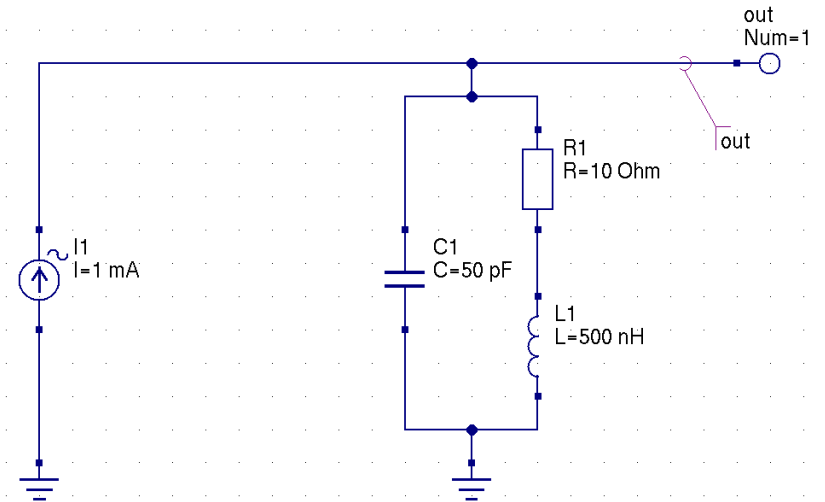 out
Num=1
out
R1
R=10 Ohm
I1
I=1 mA
C1
C=50 pF
L1
L=500 nH